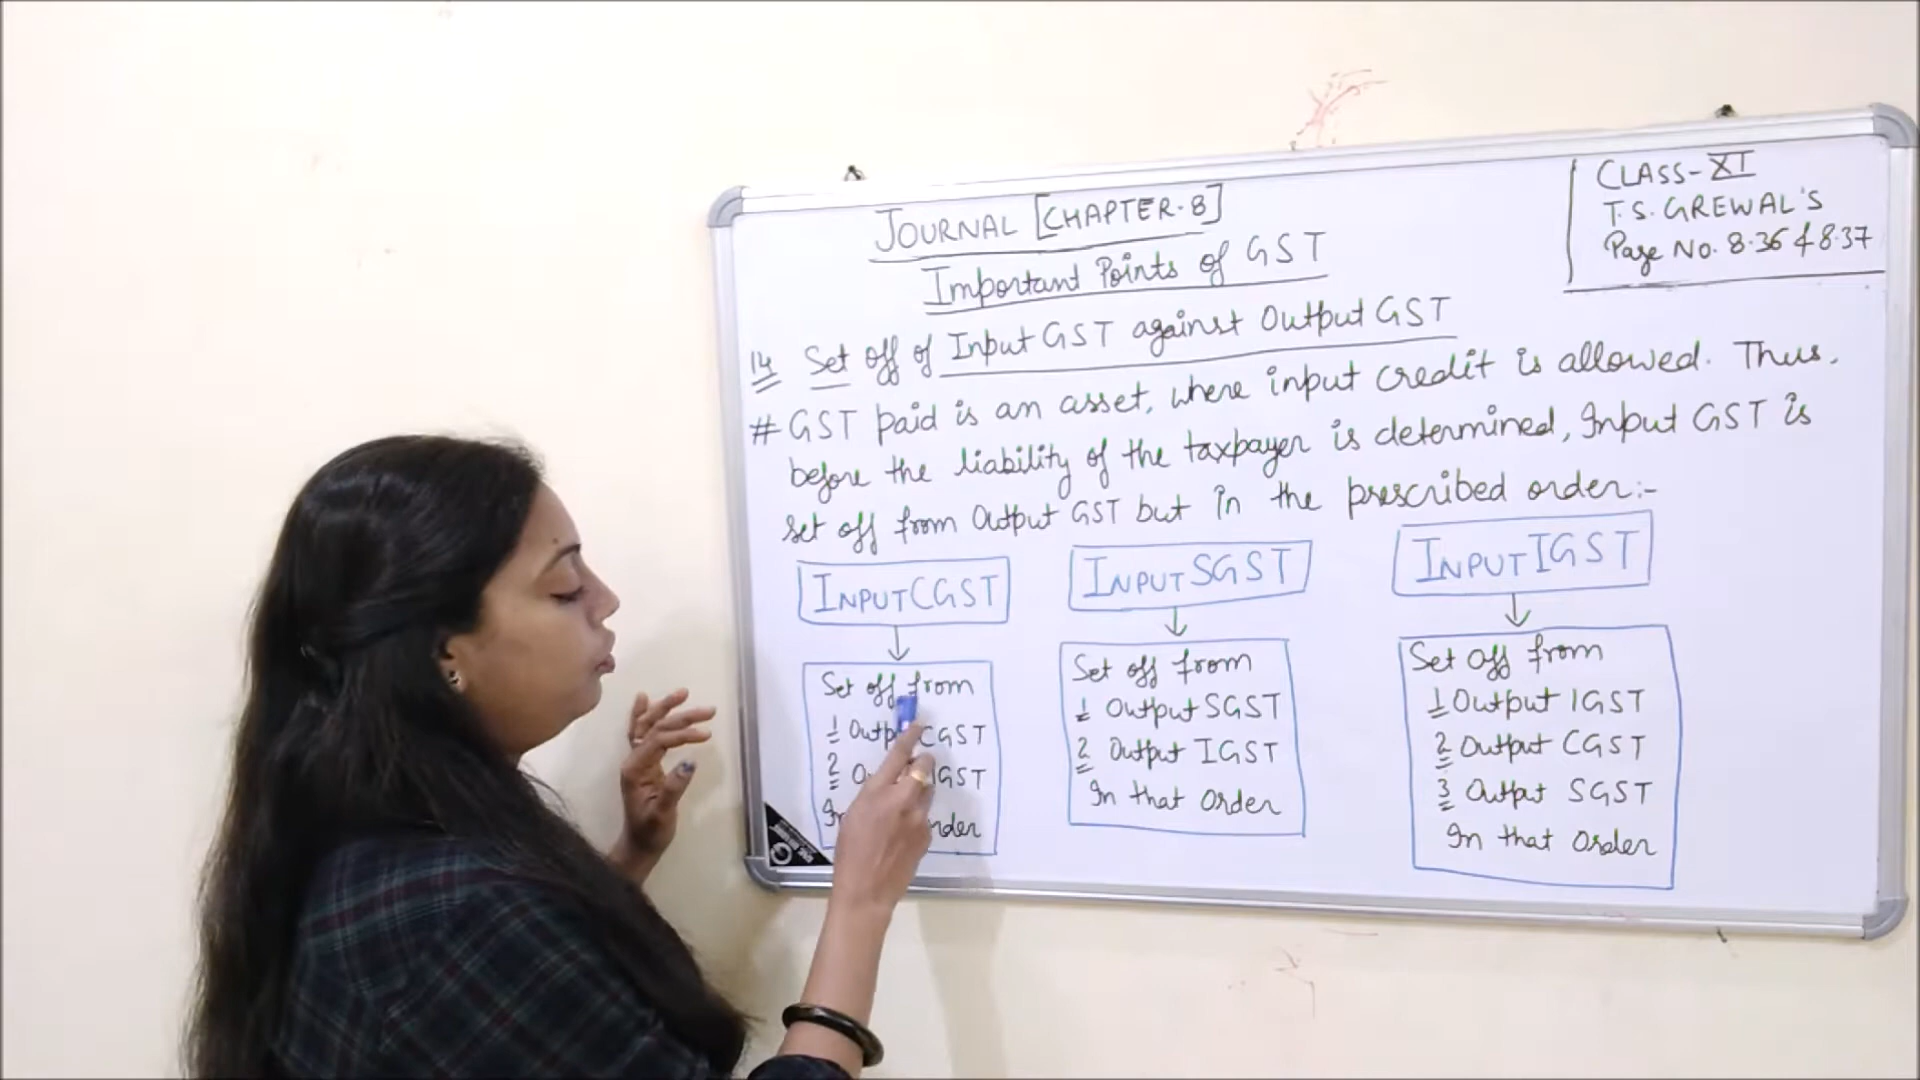 JOURNAL [CHAPTER-8]
Important Points of GST
CLASS-XI
T.S. GREWAL'S
Page No. 8.36 & 8.37
14 Set off of Input GST against Output GST
# GST paid is an asset, where input credit is allowed. Thus,
before the liability of the taxpayer is determined, Input GST is
set off from Output GST but in the prescribed order:-
INPUT CGST
Set off from
1 Output CGST
2 IGST
In
INPUT SGST
Set off from
1 Output SGST
2 Output IGST
In that Order
INPUT IGST
Set off from
1 Output IGST
2 Output CGST
3 Output SGST
In that Order